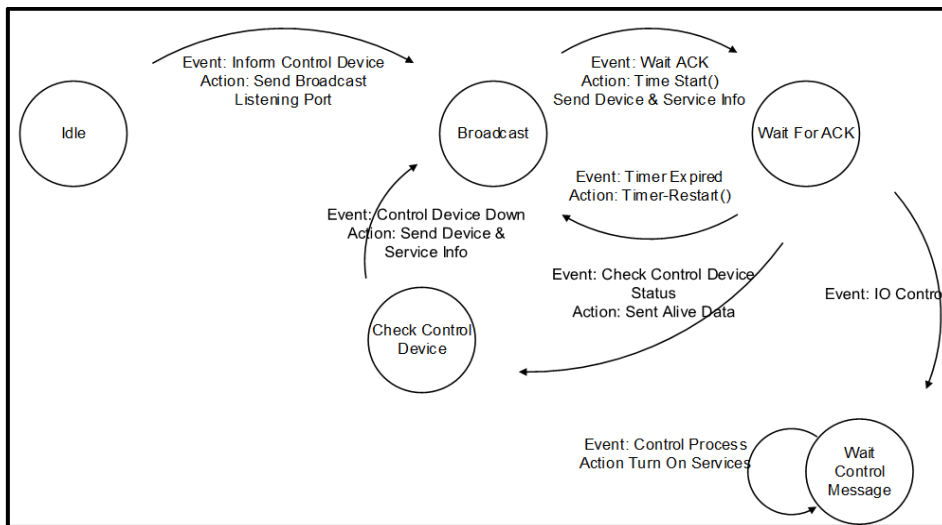 Event: Inform Control Device
Action: Send Broadcast
Listening Port
Event: Wait ACK
Action: Time Start()
Send Device & Service Info
Idle
Broadcast
Wait For ACK
Event: Timer Expired
Action: Timer-Restart()
Event: Control Device Down
Action: Send Device &
Service Info
Event: Check Control Device
Status
Action: Sent Alive Data
Event: IO Control
Check Control
Device
Event: Control Process
Action Turn On Services
Wait
Control
Message